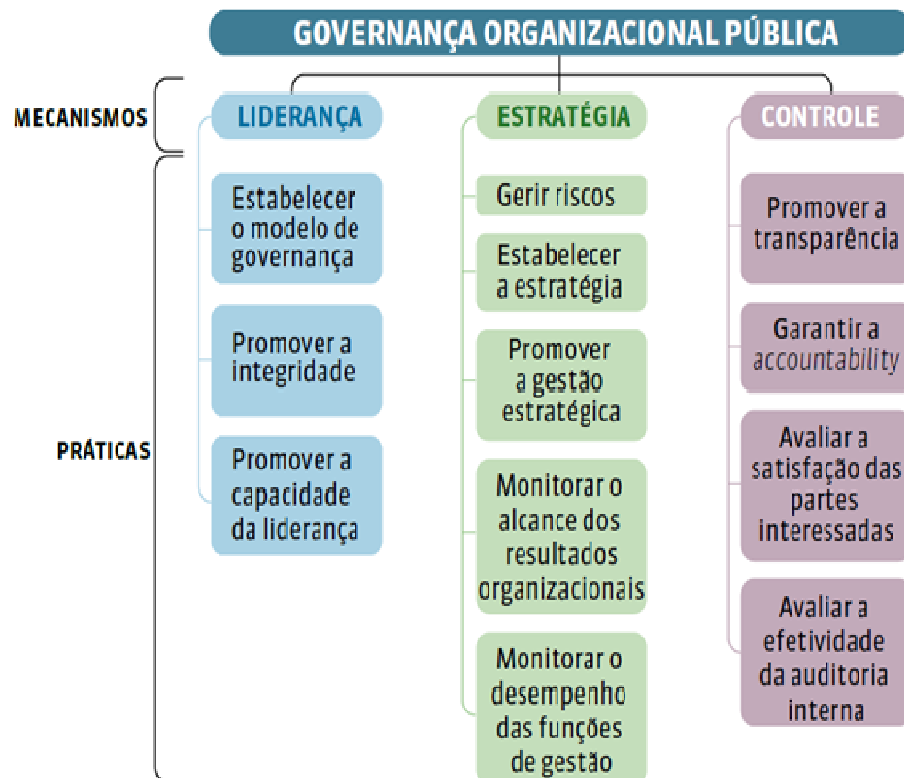 GOVERNANÇA ORGANIZACIONAL PÚBLICA
MECANISMOS
LIDERANÇA
ESTRATÉGIA
CONTROLE
PRÁTICAS
Estabelecer
o modelo de
governança
Promover a
integridade
Promover a
capacidade
da liderança
Gerir riscos
Estabelecer
a estratégia
Promover
a gestão
estratégica
Monitorar o
alcance dos
resultados
organizacionais
Monitorar o
desempenho
das funções
de gestão
Promover a
transparência
Garantir a
accountability
Avaliar a
satisfação das
partes
interessadas
Avaliar a
efetividade
da auditoria
interna